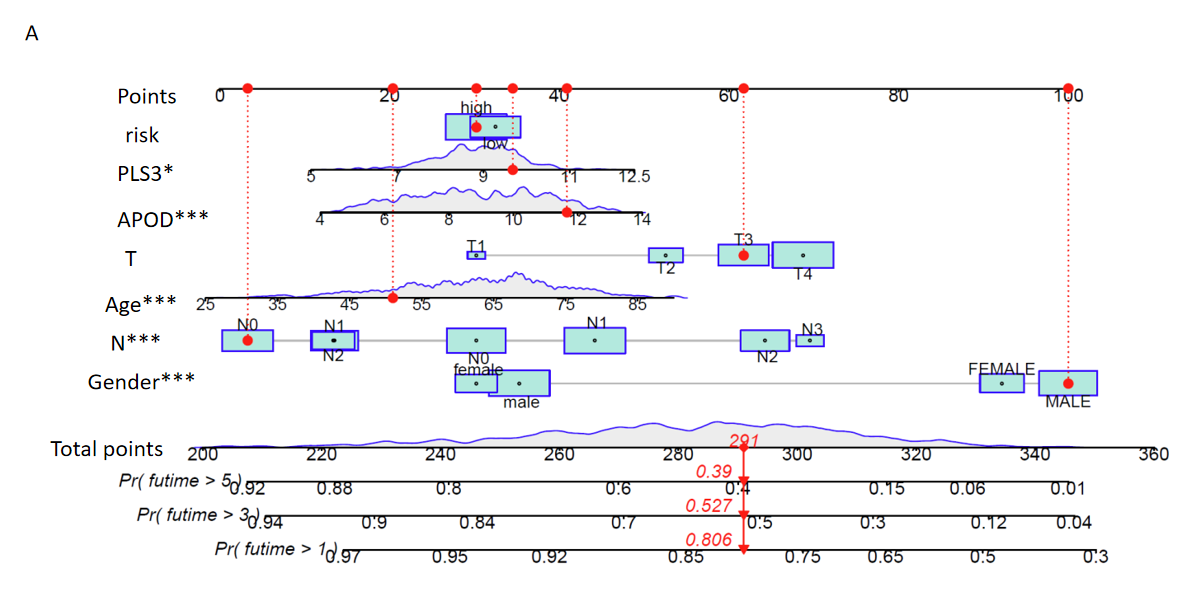 A
Points 0 20 40 60 80 100
high
risk
low
PLS3* 5 7 9 11 12.5
APOD*** 4 6 8 10 12 14
T1 T3
T
T2 T4
Age*** 25 35 45 55 65 75 85
N0 N1 N1 N3
N***
N2 N0 N2
female FEMALE
Gender***
male MALE
291
Total points 200 220 240 260 280 300 320 340 360
0.39
Pr( futime > 5 ) 0.92 0.88 0.8 0.6 0.4 0.15 0.06 0.01
0.527
Pr( futime > 3 ) 0.94 0.9 0.84 0.7 0.5 0.3 0.12 0.04
0.806
Pr( futime > 1 ) 0.97 0.95 0.92 0.85 0.75 0.65 0.5 0.3